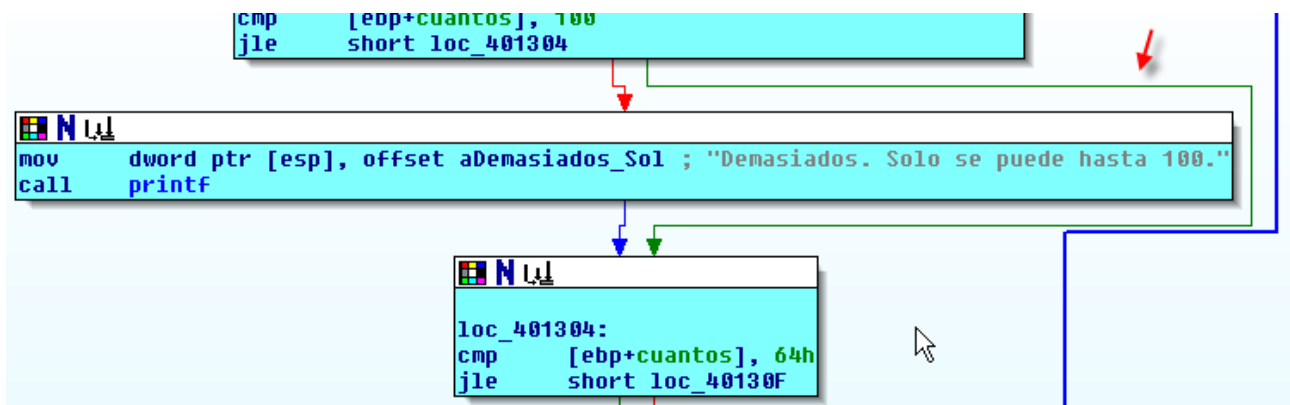 cmp [ebp+cuantos], 100
jle short loc_401304
N
mov dword ptr [esp], offset aDemasiados_Sol ; "Demasiados. Solo se puede hasta 100."
call printf
N
loc_401304:
cmp [ebp+cuantos], 64h
jle short loc_40130F